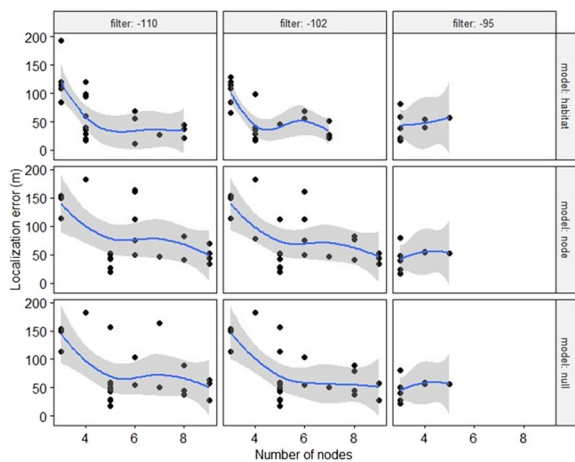 filter: -110 filter: -102 filter: -95
200
150
100
50
0
model: habitat
200
150
100
50
0
model: node
200
150
100
50
0
model: null
Localization error (m)
4 6 8 4 6 8 4 6 8
Number of nodes